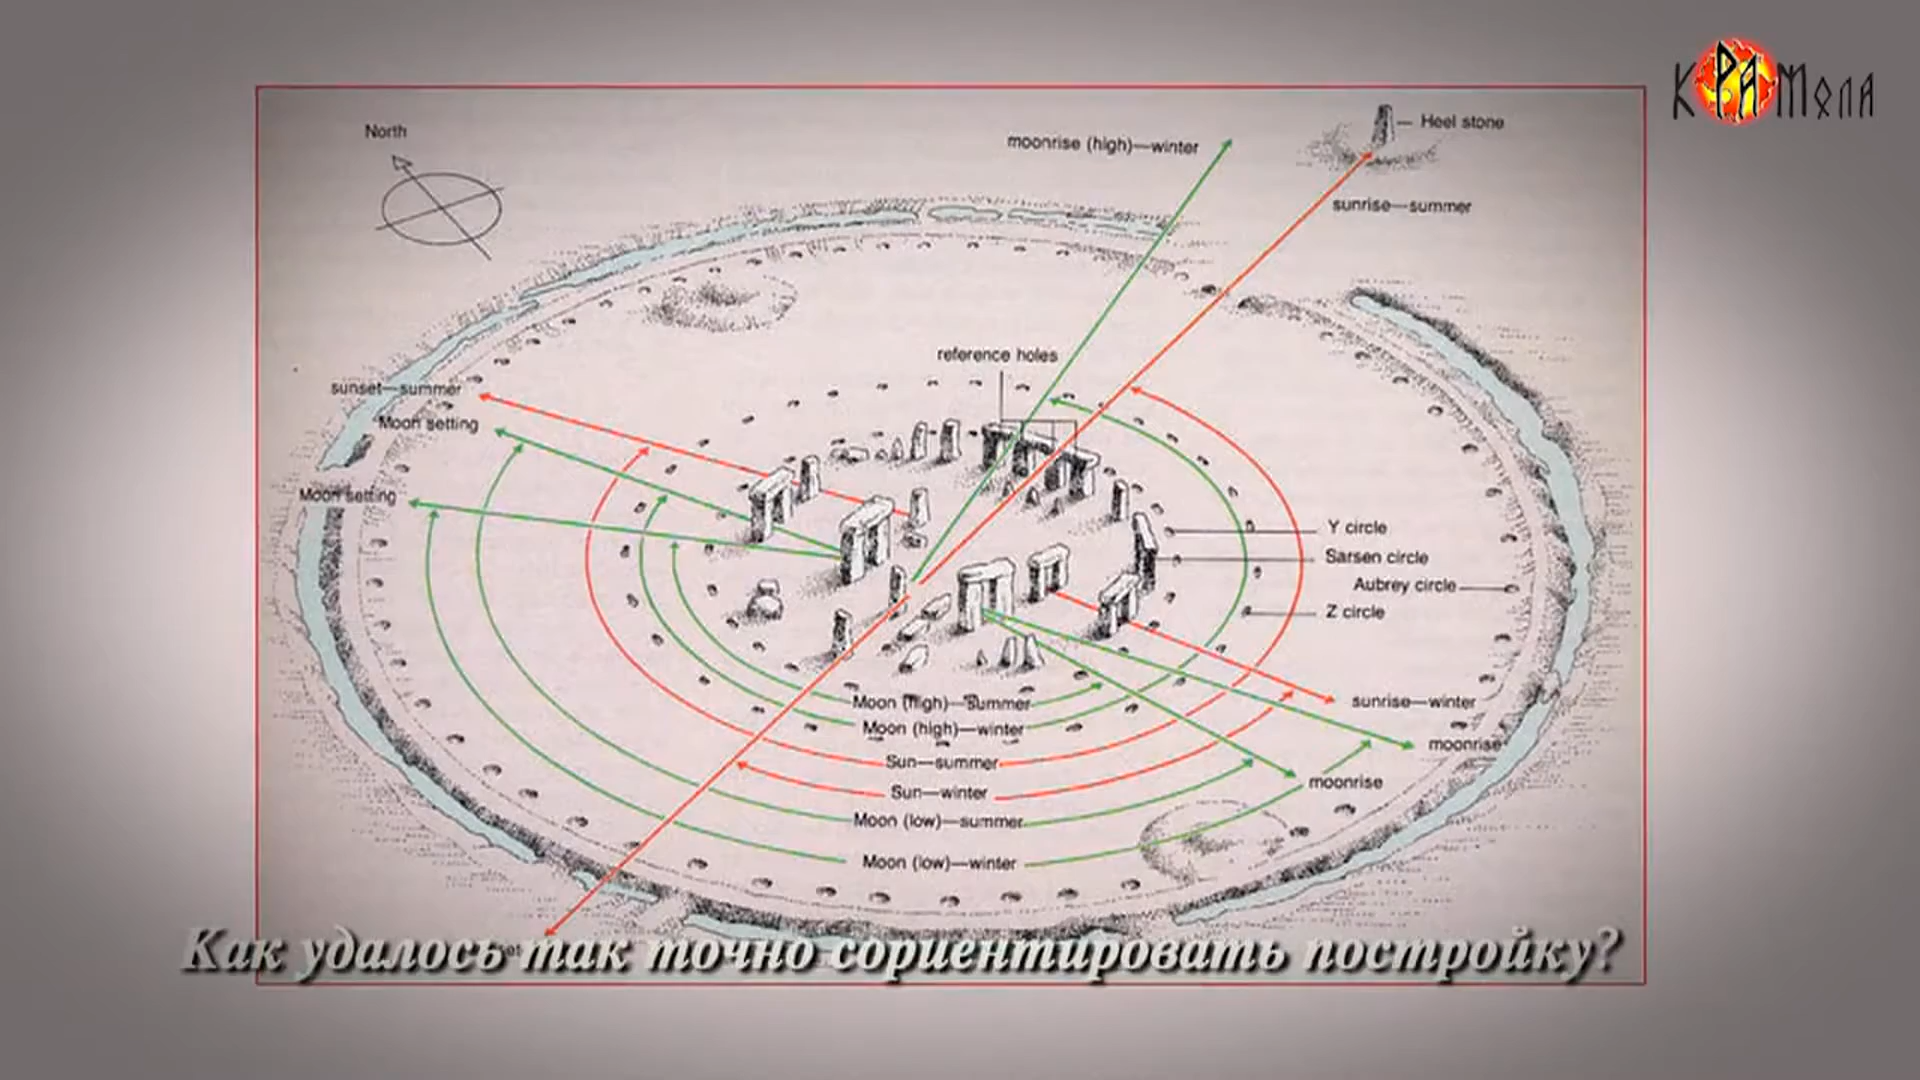 КРАМОЛА
North
moonrise (high)—winter
Heel stone
sunrise—summer
reference holes
sunset—summer
Moon setting
Moon setting
Y circle
Sarsen circle
Aubrey circle
Z circle
Moon (high)—Summer
sunrise—winter
Moon (high)—winter
moonrise
Sun—summer
moonrise
Sun—winter
Moon (low)—summer
Moon (low)—winter
Как удалось так точно сориентировать постройку?